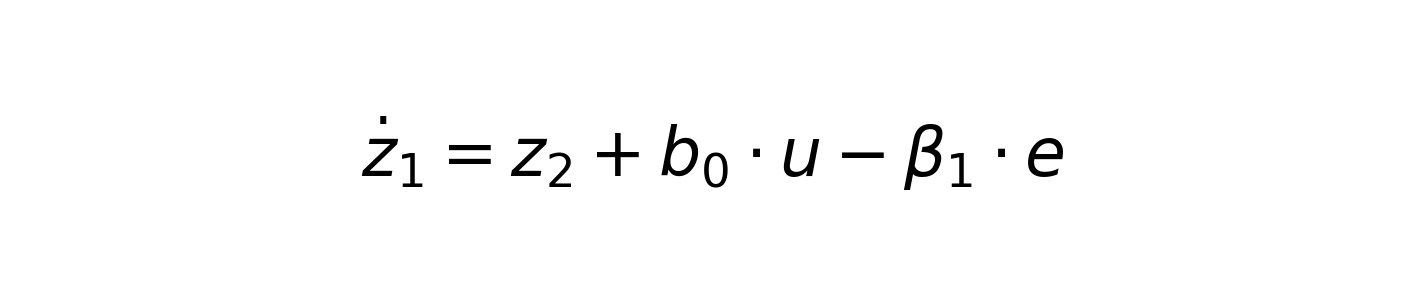 ż₁ = z₂ + b₀ · u − β₁ · e